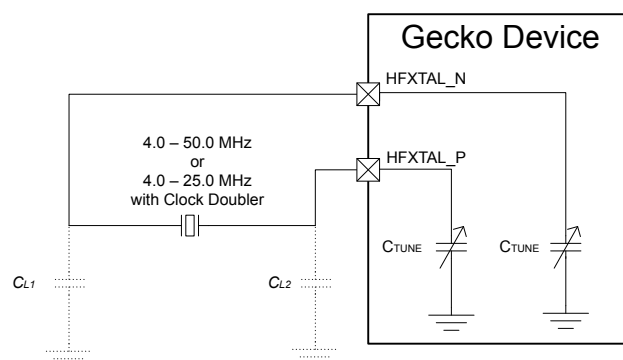 Gecko Device
HFXTAL_N
4.0 – 50.0 MHz
or
4.0 – 25.0 MHz
with Clock Doubler
HFXTAL_P
CTUNE
CTUNE
CL1
CL2